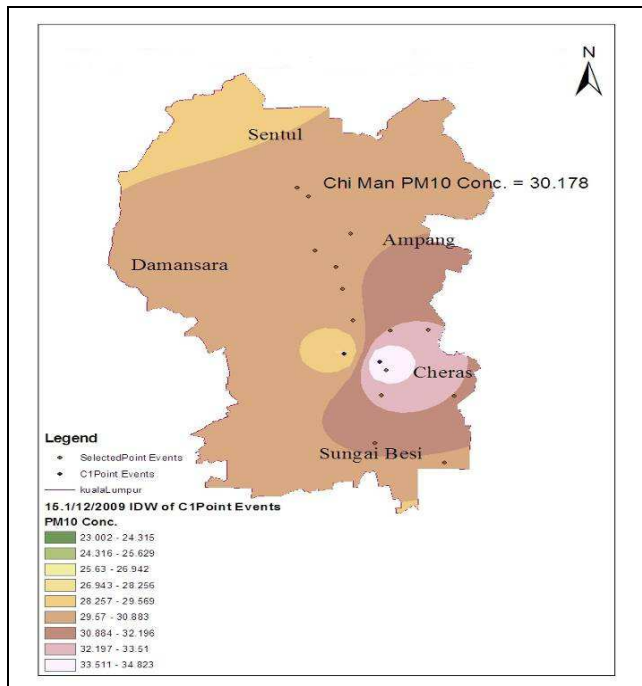 N
Sentul
Chi Man PM10 Conc. = 30.178
Ampang
Damansara
Cheras
Sungai Besi
Legend
SelectedPoint Events
C1Point Events
kualaLumpur
15.1/12/2009 IDW of C1Point Events
PM10 Conc.
23.002 - 24.315
24.316 - 25.629
25.63 - 26.942
26.943 - 28.256
28.257 - 29.569
29.57 - 30.883
30.884 - 32.196
32.197 - 33.51
33.511 - 34.823